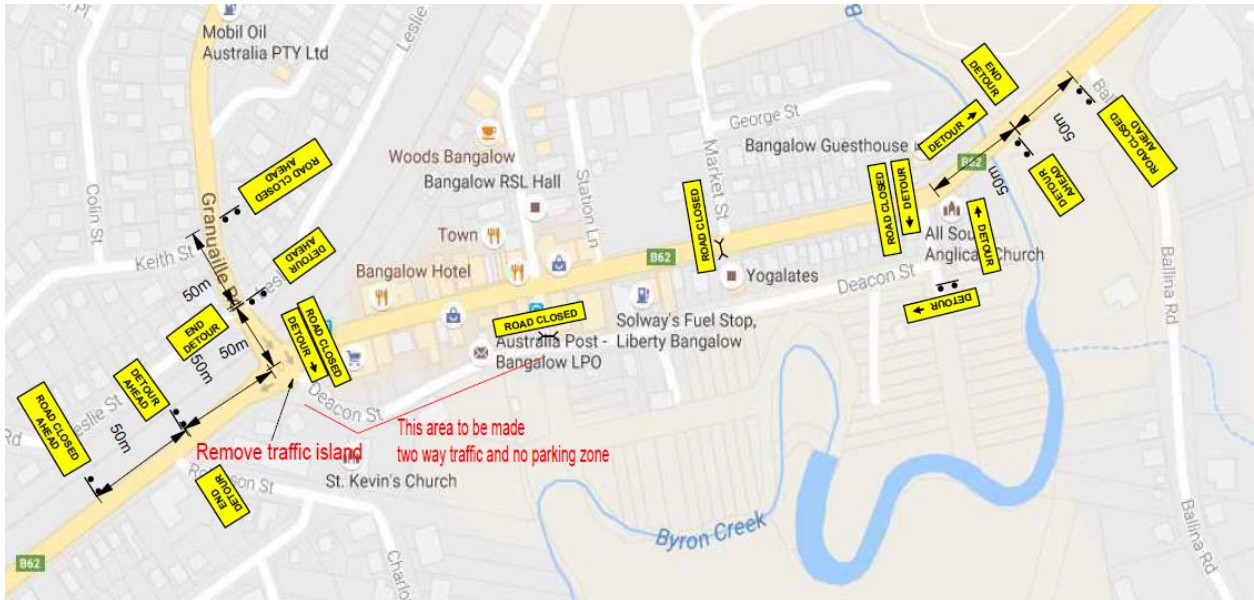 Mobil Oil
Australia PTY Ltd
Leslie
Colin St
Granuaille
Keith St
ROAD CLOSED
AHEAD
DETOUR
AHEAD
50m
50m
50m
END
DETOUR
DETOUR
AHEAD
ROAD CLOSED
AHEAD
50m
Leslie St
Rd
B62
END
DETOUR
Remove traffic island
St. Kevin's Church
Deacon St
ROAD CLOSED
DETOUR
Woods Bangalow
Bangalow RSL Hall
Town
Bangalow Hotel
Station Ln
B62
ROAD CLOSED
Australia Post -
Bangalow LPO
Solway's Fuel Stop,
Liberty Bangalow
This area to be made
two way traffic and no parking zone
Byron Creek
George St
Market St
ROAD CLOSED
Yogalates
Deacon St
Bangalow Guesthouse
ROAD CLOSED
DETOUR
DETOUR
END
DETOUR
B62
50m
50m
DETOUR
AHEAD
ROAD CLOSED
AHEAD
DETOUR
DETOUR
Anglican Church
Ballina Rd
Ballina Rd